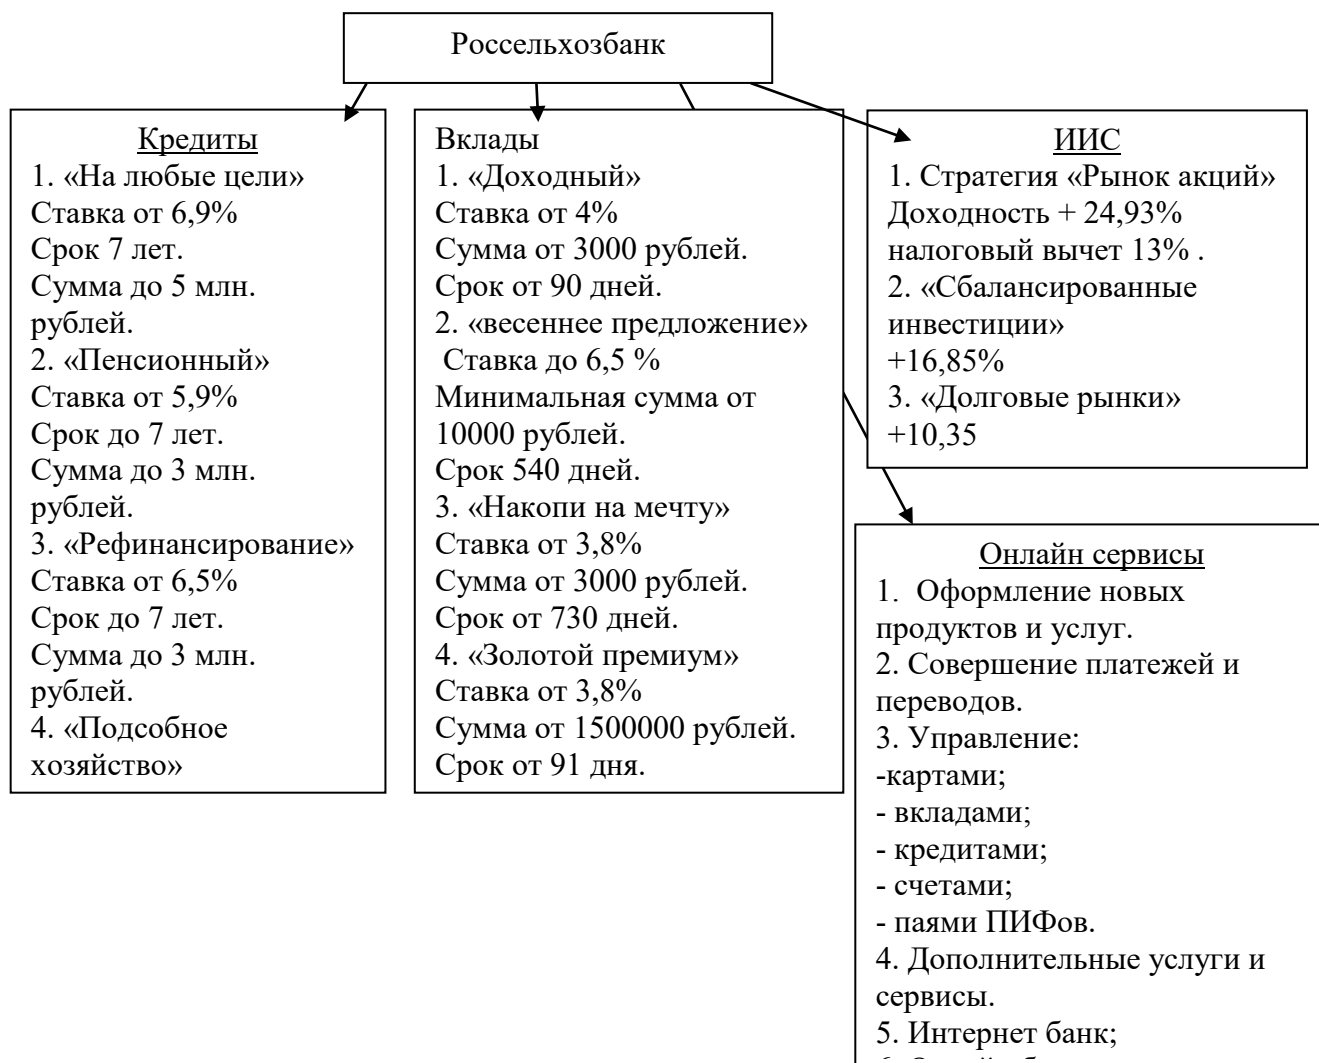 Россельхозбанк
Кредиты
1. «На любые цели»
Ставка от 6,9%
Срок 7 лет.
Сумма до 5 млн.
рублей.
2. «Пенсионный»
Ставка от 5,9%
Срок до 7 лет.
Сумма до 3 млн.
рублей.
3. «Рефинансирование»
Ставка от 6,5%
Срок до 7 лет.
Сумма до 3 млн.
рублей.
4. «Подсобное
хозяйство»
Вклады
1. «Доходный»
Ставка от 4%
Сумма от 3000 рублей.
Срок от 90 дней.
2. «весеннее предложение»
Ставка до 6,5 %
Минимальная сумма от
10000 рублей.
Срок 540 дней.
3. «Накопи на мечту»
Ставка от 3,8%
Сумма от 3000 рублей.
Срок от 730 дней.
4. «Золотой премиум»
Ставка от 3,8%
Сумма от 1500000 рублей.
Срок от 91 дня.
ИИС
1. Стратегия «Рынок акций»
Доходность + 24,93%
налоговый вычет 13% .
2. «Сбалансированные
инвестиции»
+16,85%
3. «Долговые рынки»
+10,35
Онлайн сервисы
1. Оформление новых
продуктов и услуг.
2. Совершение платежей и
переводов.
3. Управление:
-картами;
- вкладами;
- кредитами;
- счетами;
- паями ПИФов.
4. Дополнительные услуги и
сервисы.
5. Интернет банк;